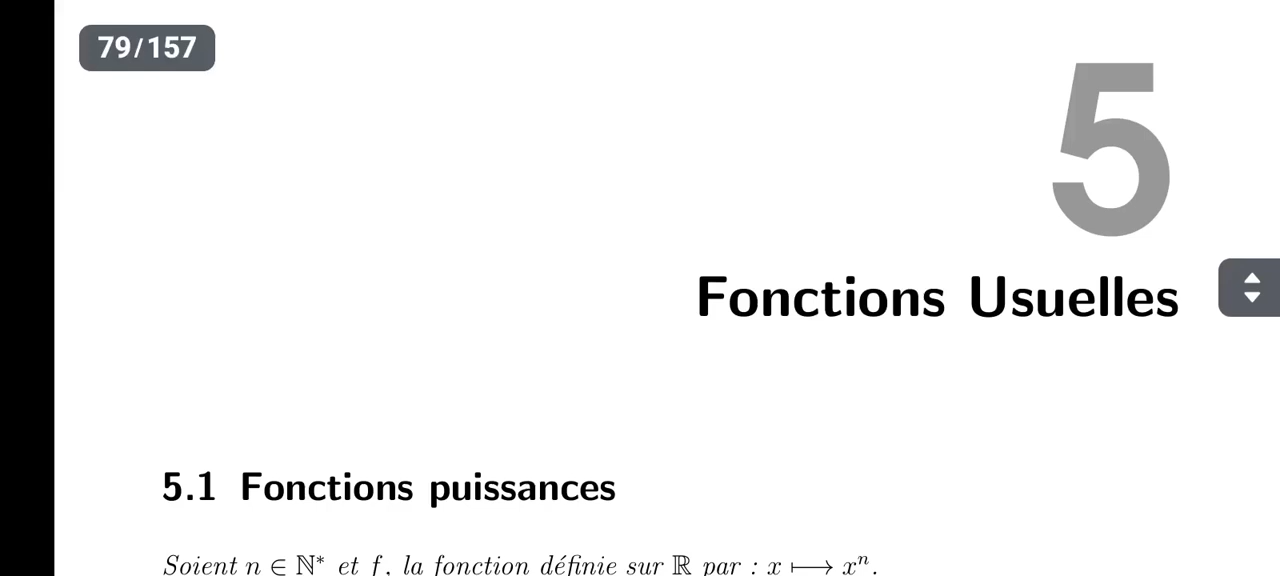 79/157
5
Fonctions Usuelles
5.1 Fonctions puissances
Soient n ∈ ℕ* et f, la fonction définie sur ℝ par : x ⟼ xⁿ.